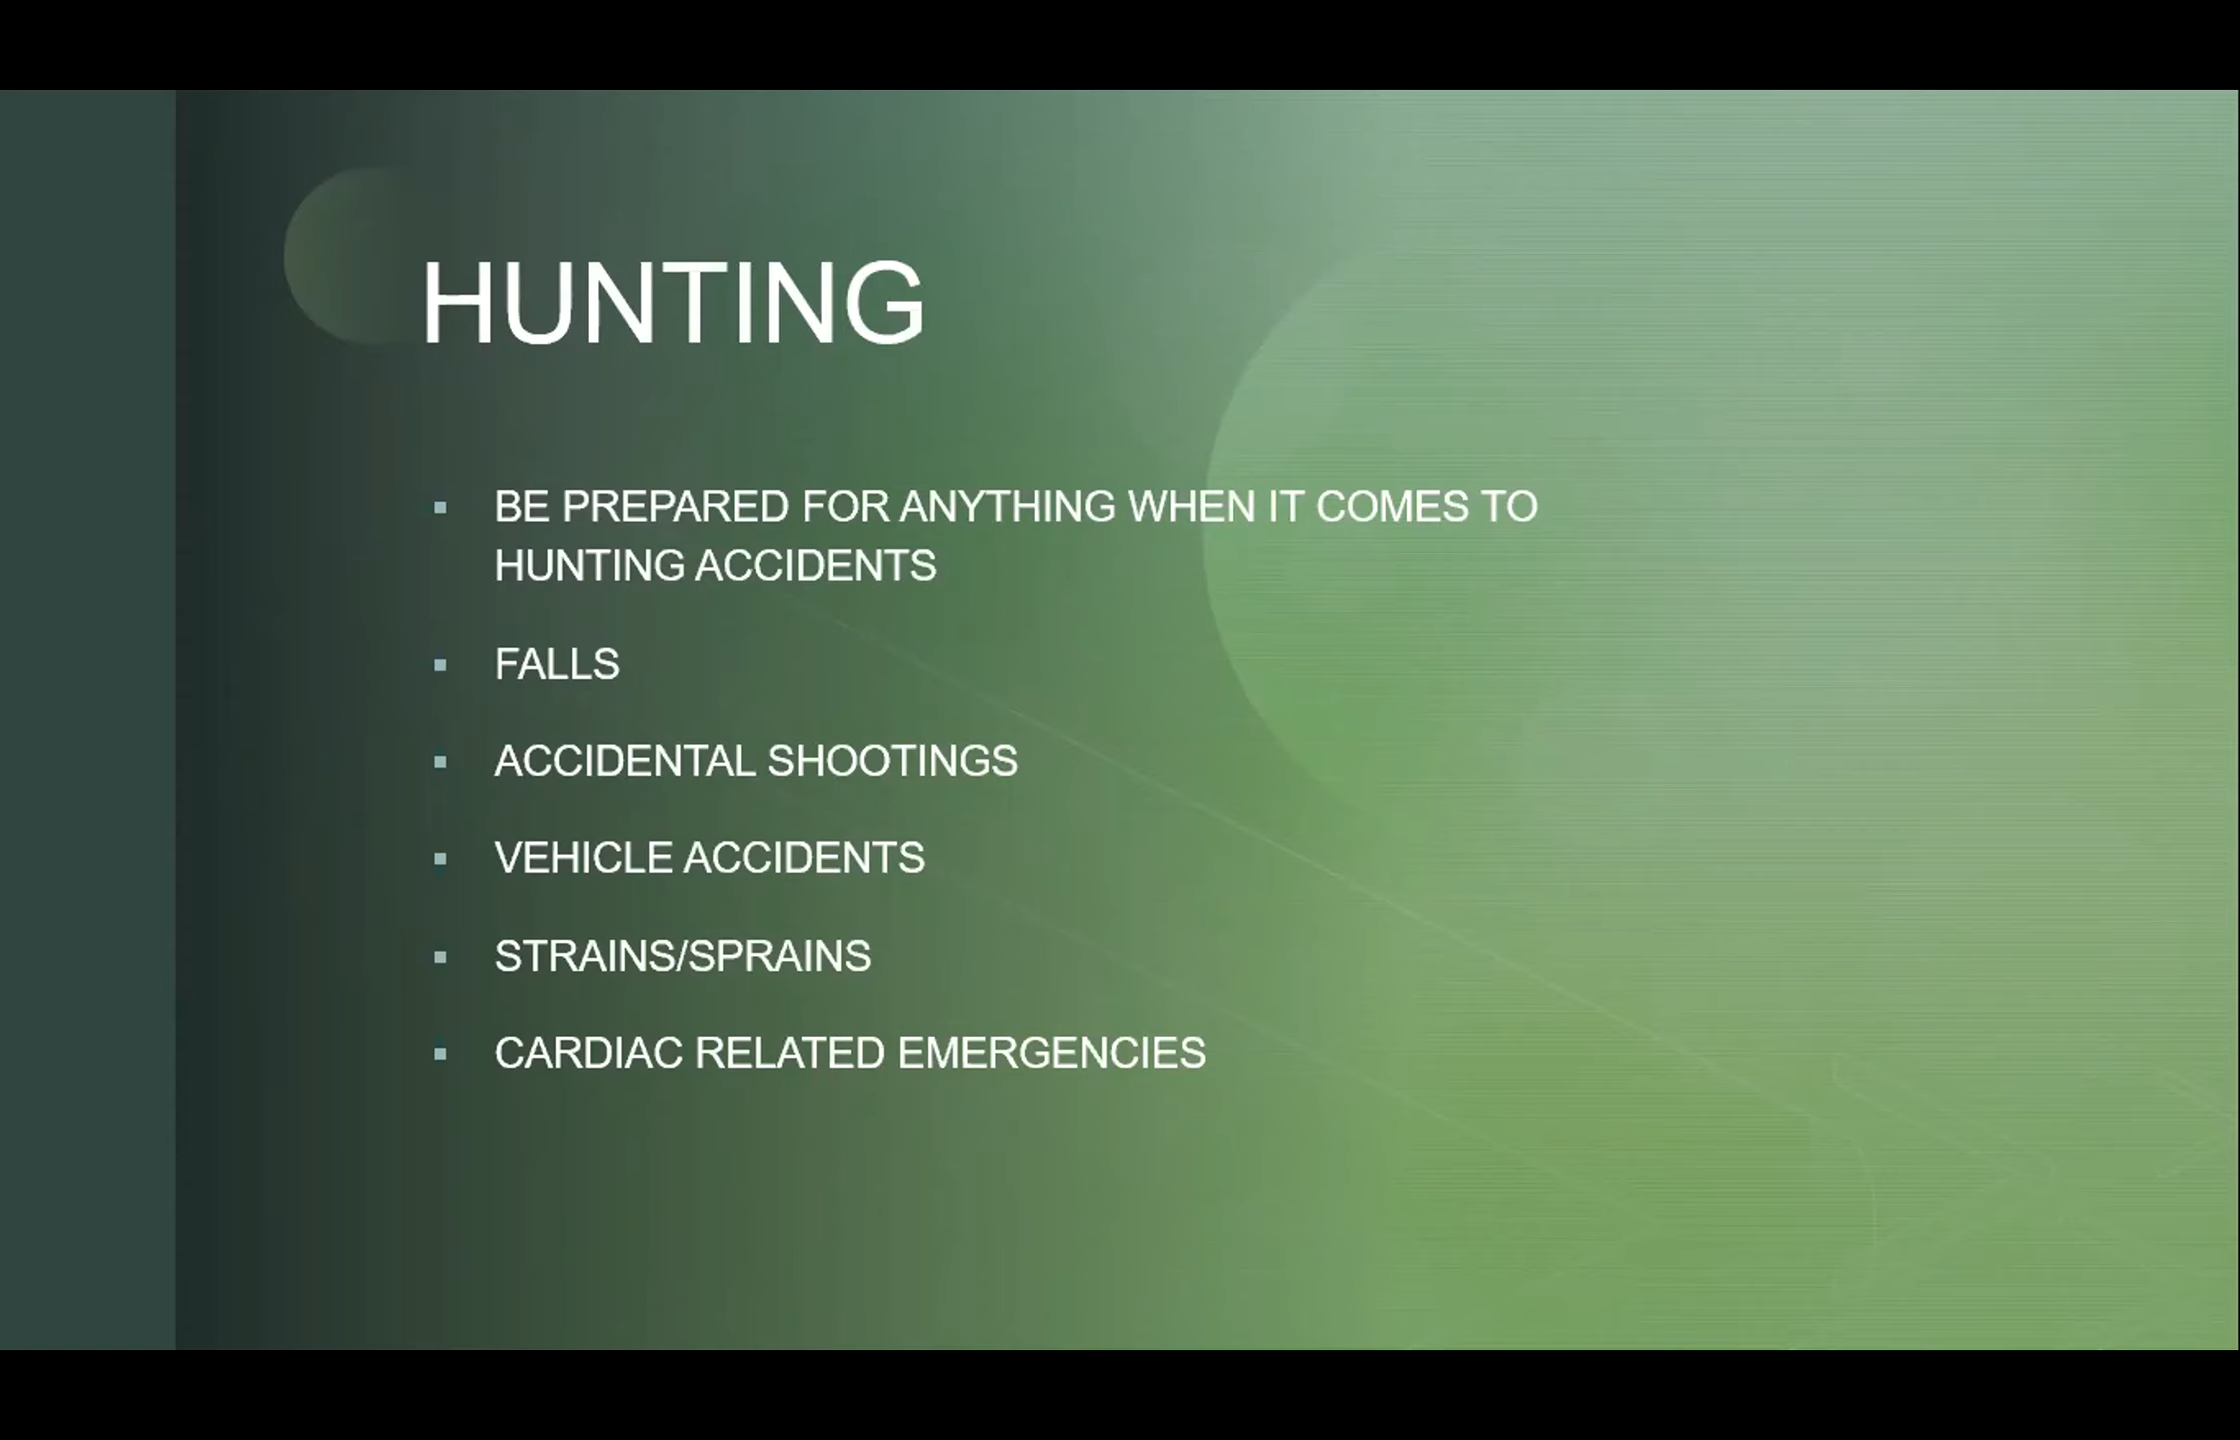 HUNTING
BE PREPARED FOR ANYTHING WHEN IT COMES TO
HUNTING ACCIDENTS
FALLS
ACCIDENTAL SHOOTINGS
VEHICLE ACCIDENTS
STRAINS/SPRAINS
CARDIAC RELATED EMERGENCIES